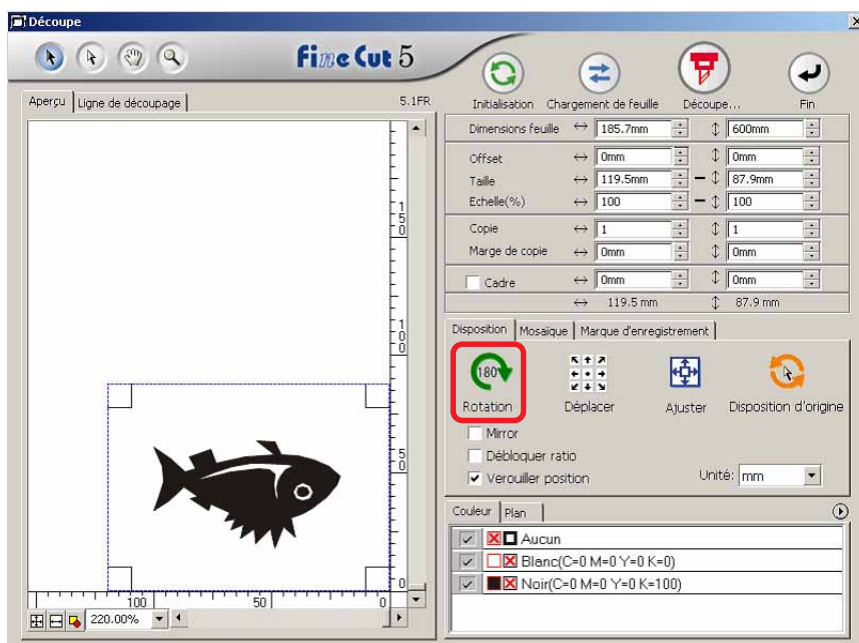 Découpe
Fine Cut 5
Initialisation Chargement de feuille Découpe... Fin
Aperçu Ligne de découpage 5.1FR
Dimensions feuille 185.7mm 600mm
Offset 0mm 0mm
Taille 119.5mm 87.9mm
Echelle(%) 100 100
Copie 1 1
Marge de copie 0mm 0mm
Cadre 0mm 0mm
119.5 mm 87.9 mm
Disposition Mosaïque Marque d'enregistrement
180°
Rotation Déplacer Ajuster Disposition d'origine
Mirror
Débloquer ratio
Verouiller position Unité: mm
Couleur Plan
Aucun
Blanc(C=0 M=0 Y=0 K=0)
Noir(C=0 M=0 Y=0 K=100)
150
100
50
0
100 50 0
220.00%